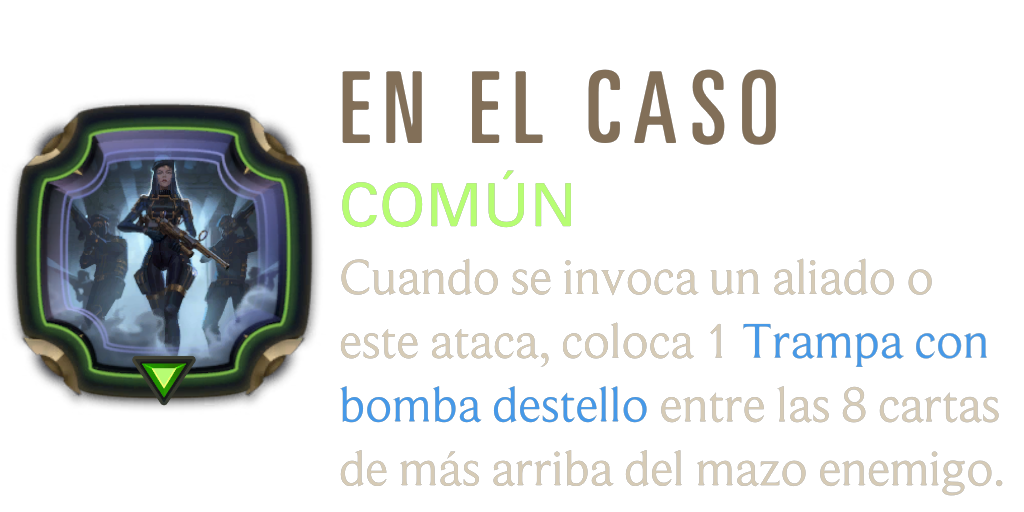 EN EL CASO
COMÚN
Cuando se invoca un aliado o
este ataca, coloca 1 Trampa con
bomba destello entre las 8 cartas
de más arriba del mazo enemigo.